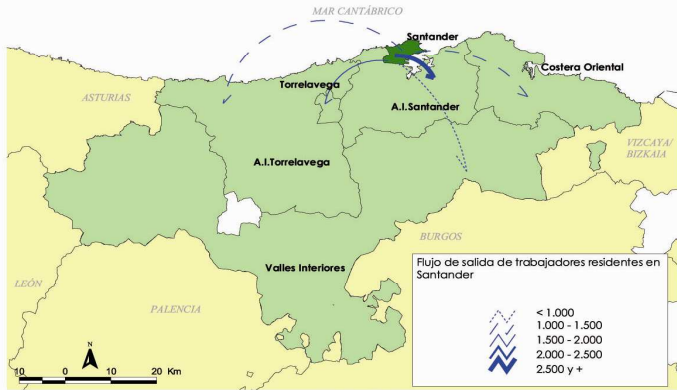 MAR CANTÁBRICO
Santander
Costera Oriental
Torrelavega
ASTURIAS
A.I.Santander
VIZCAYA/
BIZKAIA
A.I.Torrelavega
BURGOS
Valles Interiores
LEÓN
PALENCIA
Flujo de salida de trabajadores residentes en
Santander
< 1.000
1.000 - 1.500
1.500 - 2.000
2.000 - 2.500
2.500 y +
N
10 0 10 20 Km